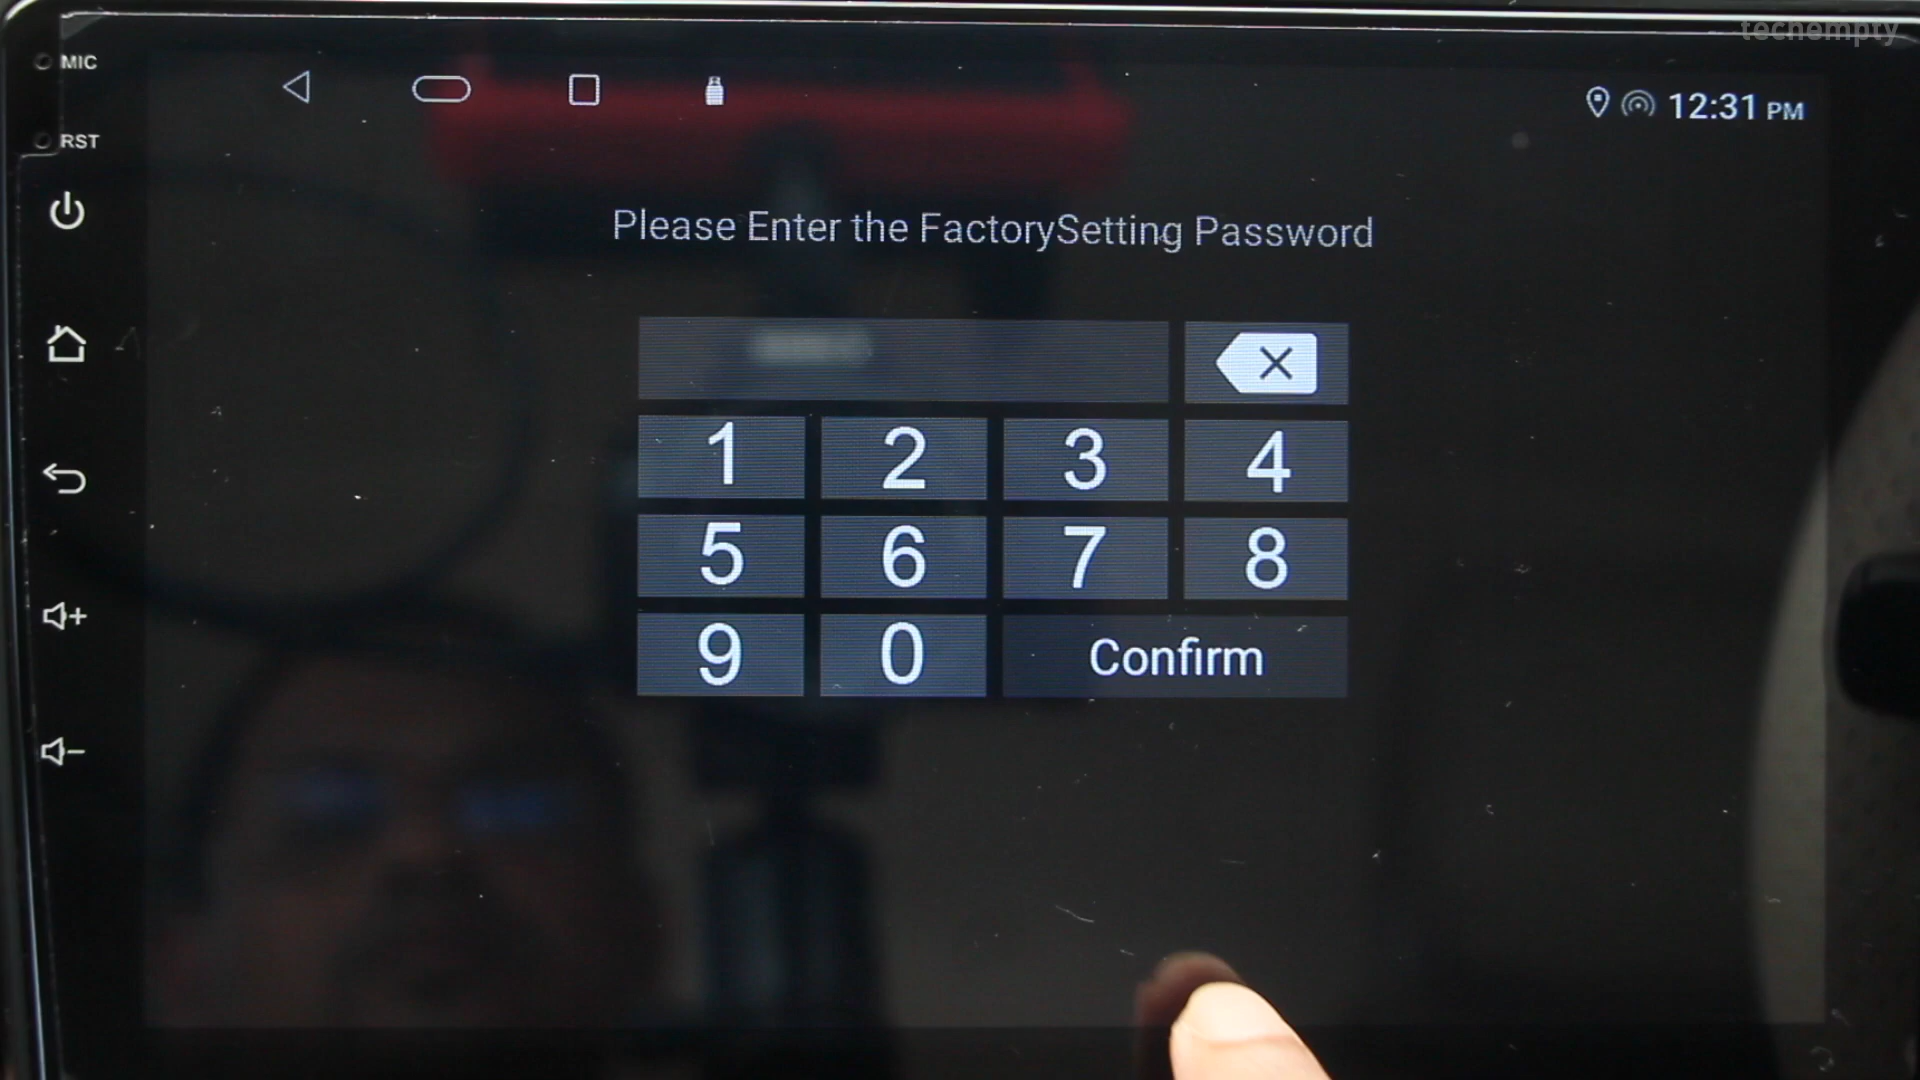 techempty
MIC
RST
12:31 PM
Please Enter the FactorySetting Password
1 2 3 4
5 6 7 8
9 0 Confirm